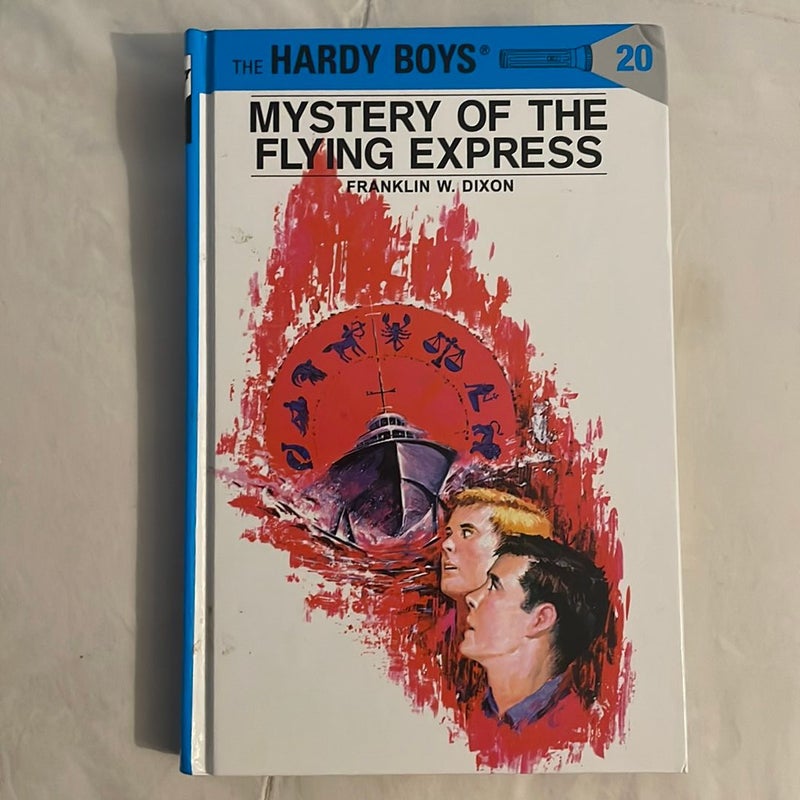 THE HARDY BOYS® 20
MYSTERY OF THE
FLYING EXPRESS
FRANKLIN W. DIXON